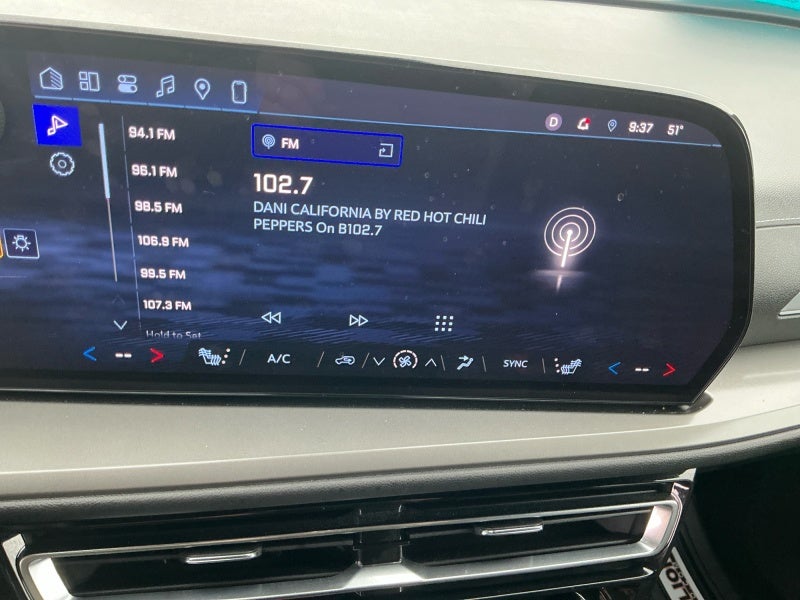 D
9:37
51°
94.1 FM
96.1 FM
98.5 FM
106.9 FM
99.5 FM
107.3 FM
Hold to Set
FM
102.7
DANI CALIFORNIA BY RED HOT CHILI
PEPPERS On B102.7
--
A/C
SYNC
--